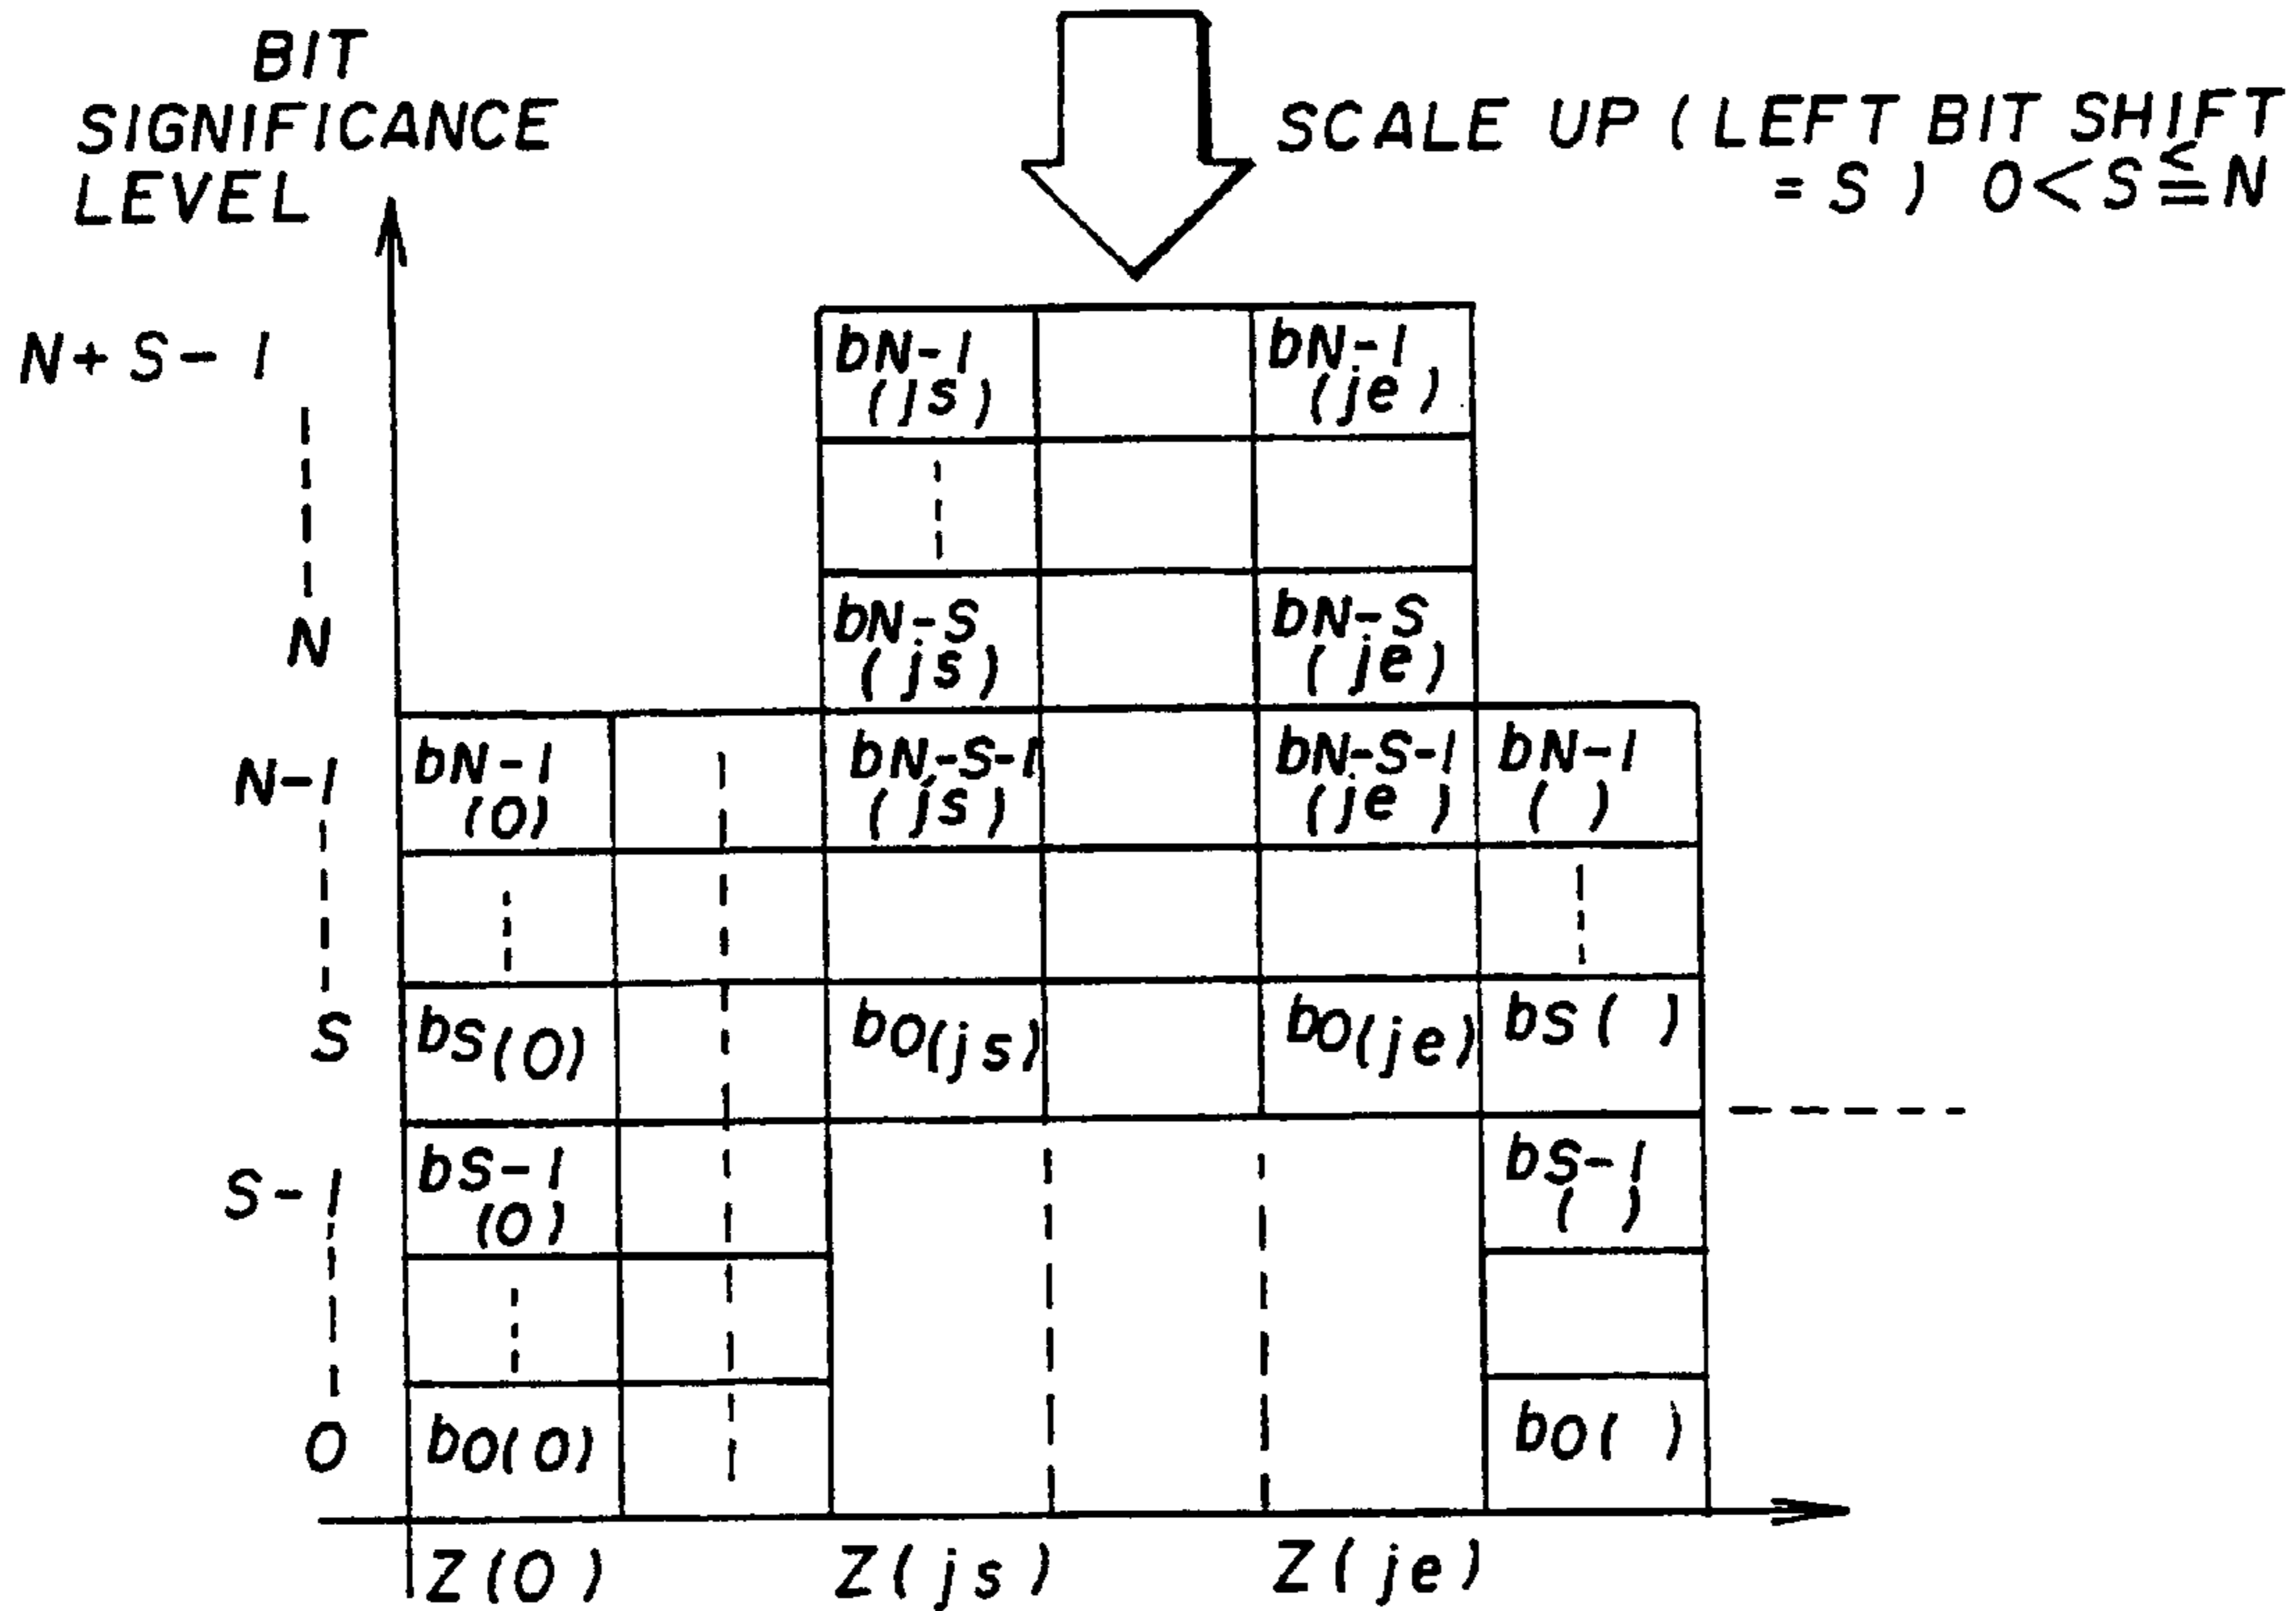 BIT
SIGNIFICANCE
LEVEL
SCALE UP (LEFT BIT SHIFT
= S ) 0<S≦N
N+S-1
bN-1
(js)
bN-1
(je)
N
bN-S
(js)
bN-S
(je)
N-1
bN-1
(0)
bN-S-1
(js)
bN-S-1
(je)
bN-1
( )
S
bS(0)
b0(js)
b0(je)
bS( )
S-1
bS-1
(0)
bS-1
( )
0
b0(0)
b0( )
Z(0)
Z(js)
Z(je)